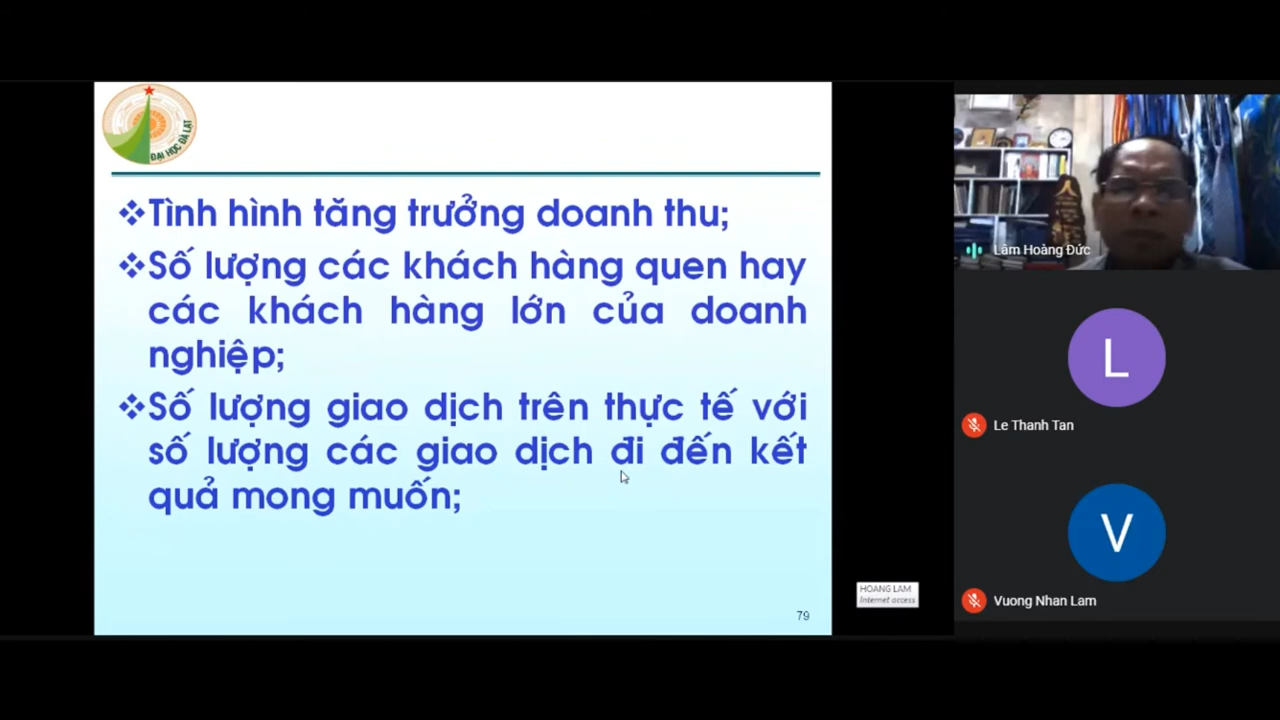 ĐẠI HỌC ĐÀ LẠT
❖Tình hình tăng trưởng doanh thu;
❖Số lượng các khách hàng quen hay
các khách hàng lớn của doanh
nghiệp;
❖Số lượng giao dịch trên thực tế với
số lượng các giao dịch đi đến kết
quả mong muốn;
79
HOANG LAM
Internet access
Lâm Hoàng Đức
L
Le Thanh Tan
V
Vuong Nhan Lam